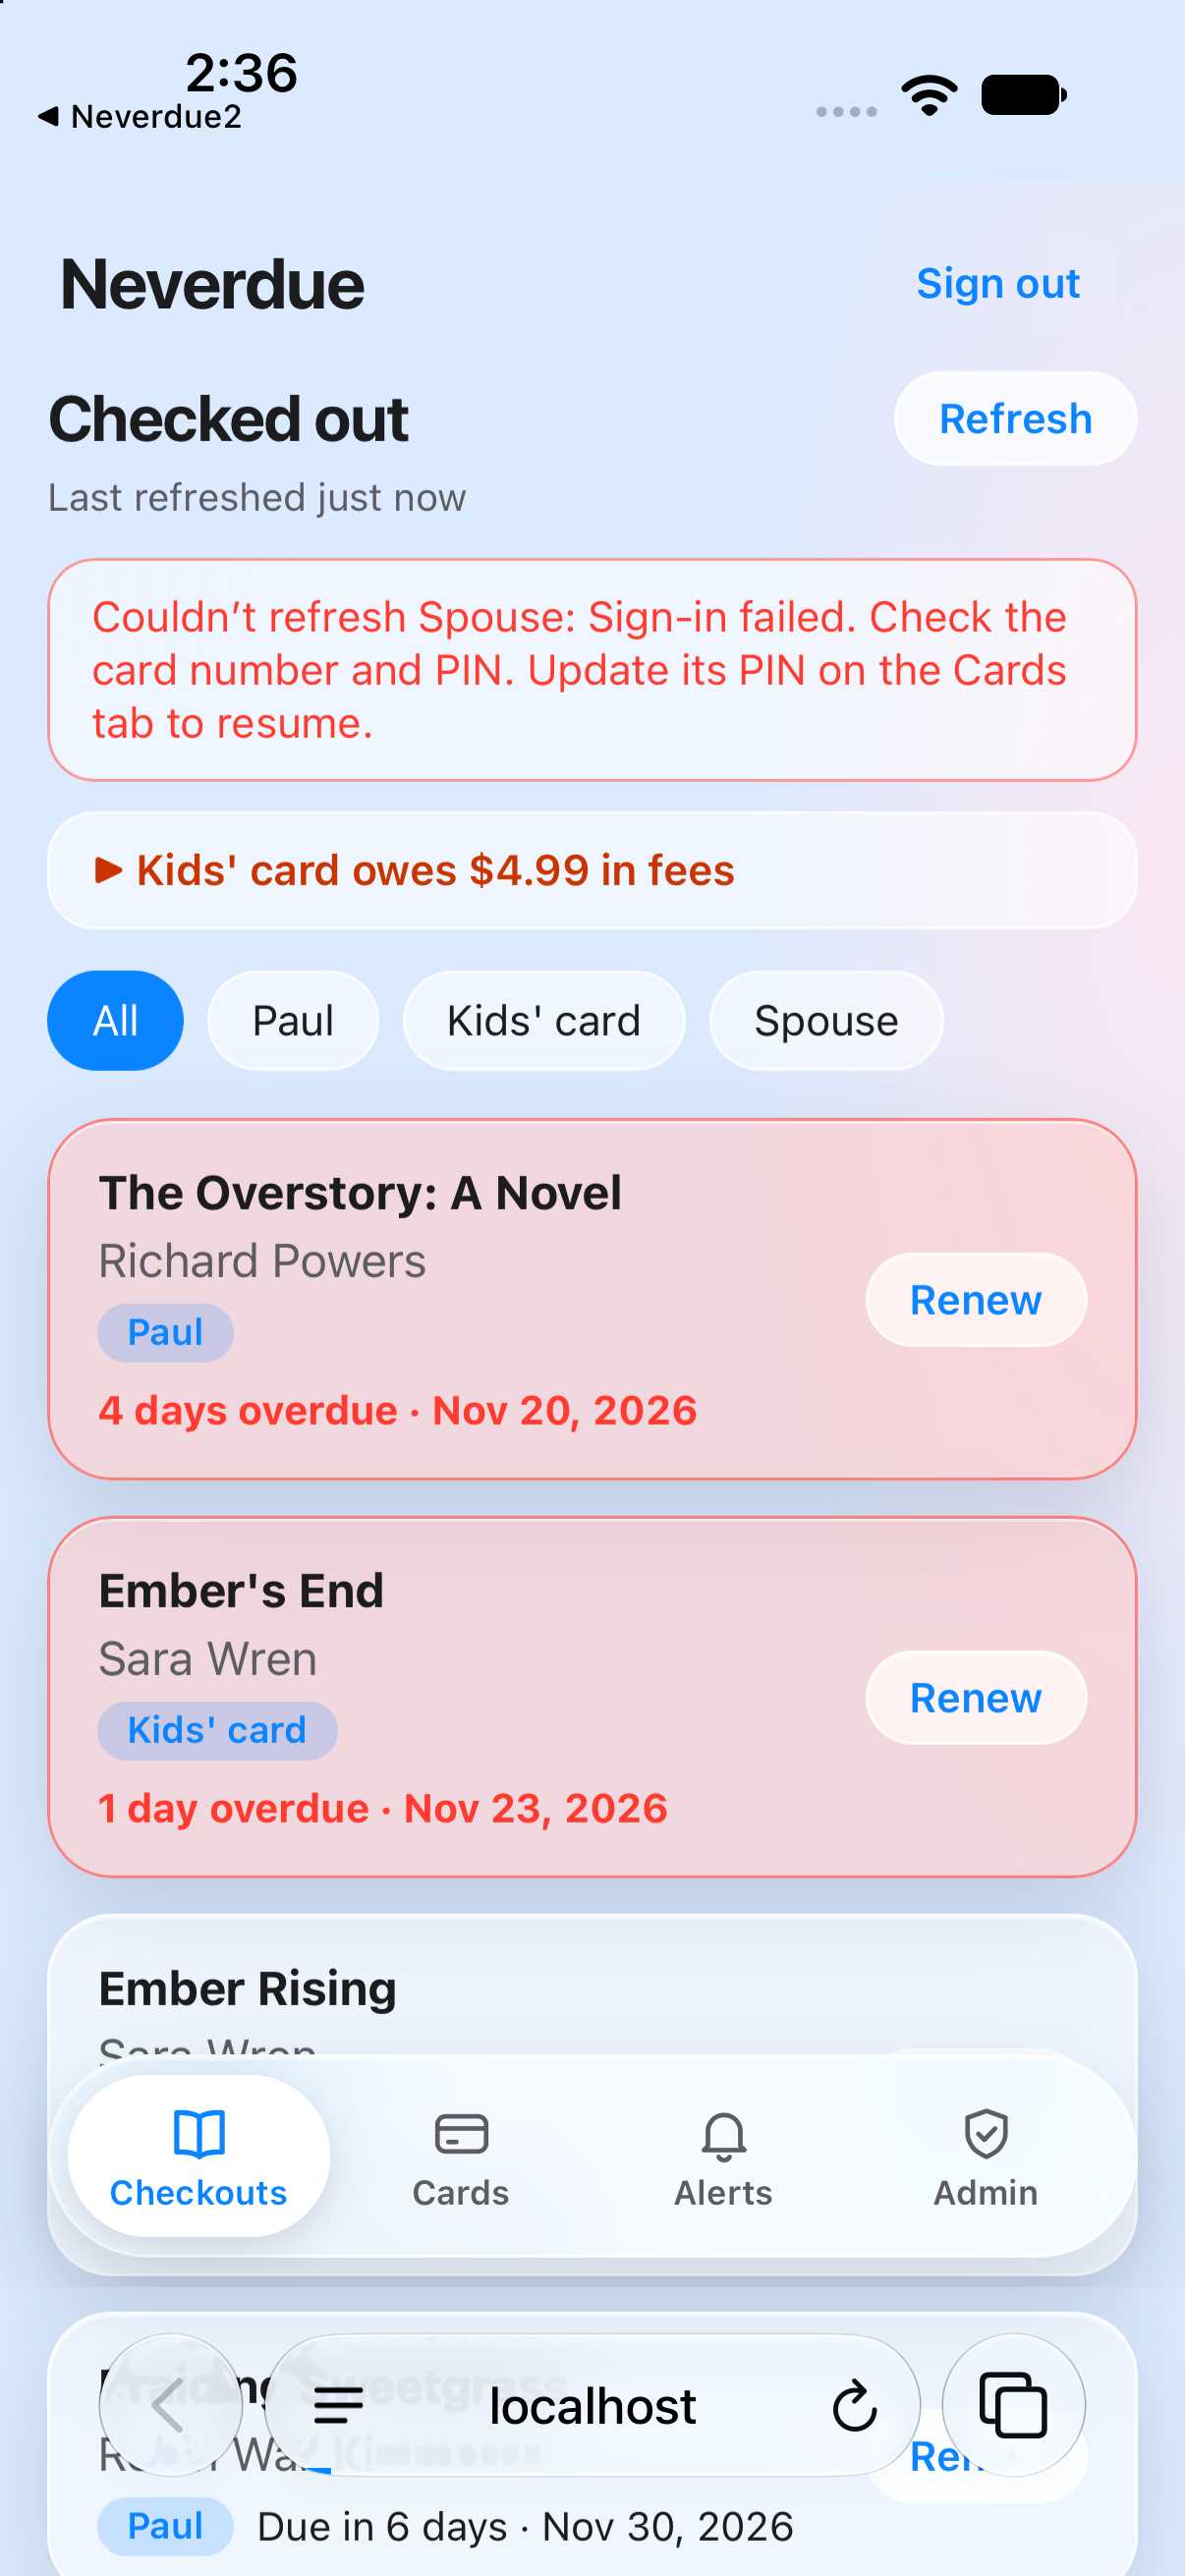 2:36
◀ Neverdue2
Neverdue
Sign out
Checked out
Refresh
Last refreshed just now
Couldn’t refresh Spouse: Sign-in failed. Check the
card number and PIN. Update its PIN on the Cards
tab to resume.
▶ Kids' card owes $4.99 in fees
All
Paul
Kids' card
Spouse
The Overstory: A Novel
Richard Powers
Paul
Renew
4 days overdue · Nov 20, 2026
Ember's End
Sara Wren
Kids' card
Renew
1 day overdue · Nov 23, 2026
Ember Rising
Sara Wren
Checkouts
Cards
Alerts
Admin
Sweetgrass
localhost
Paul
Due in 6 days · Nov 30, 2026